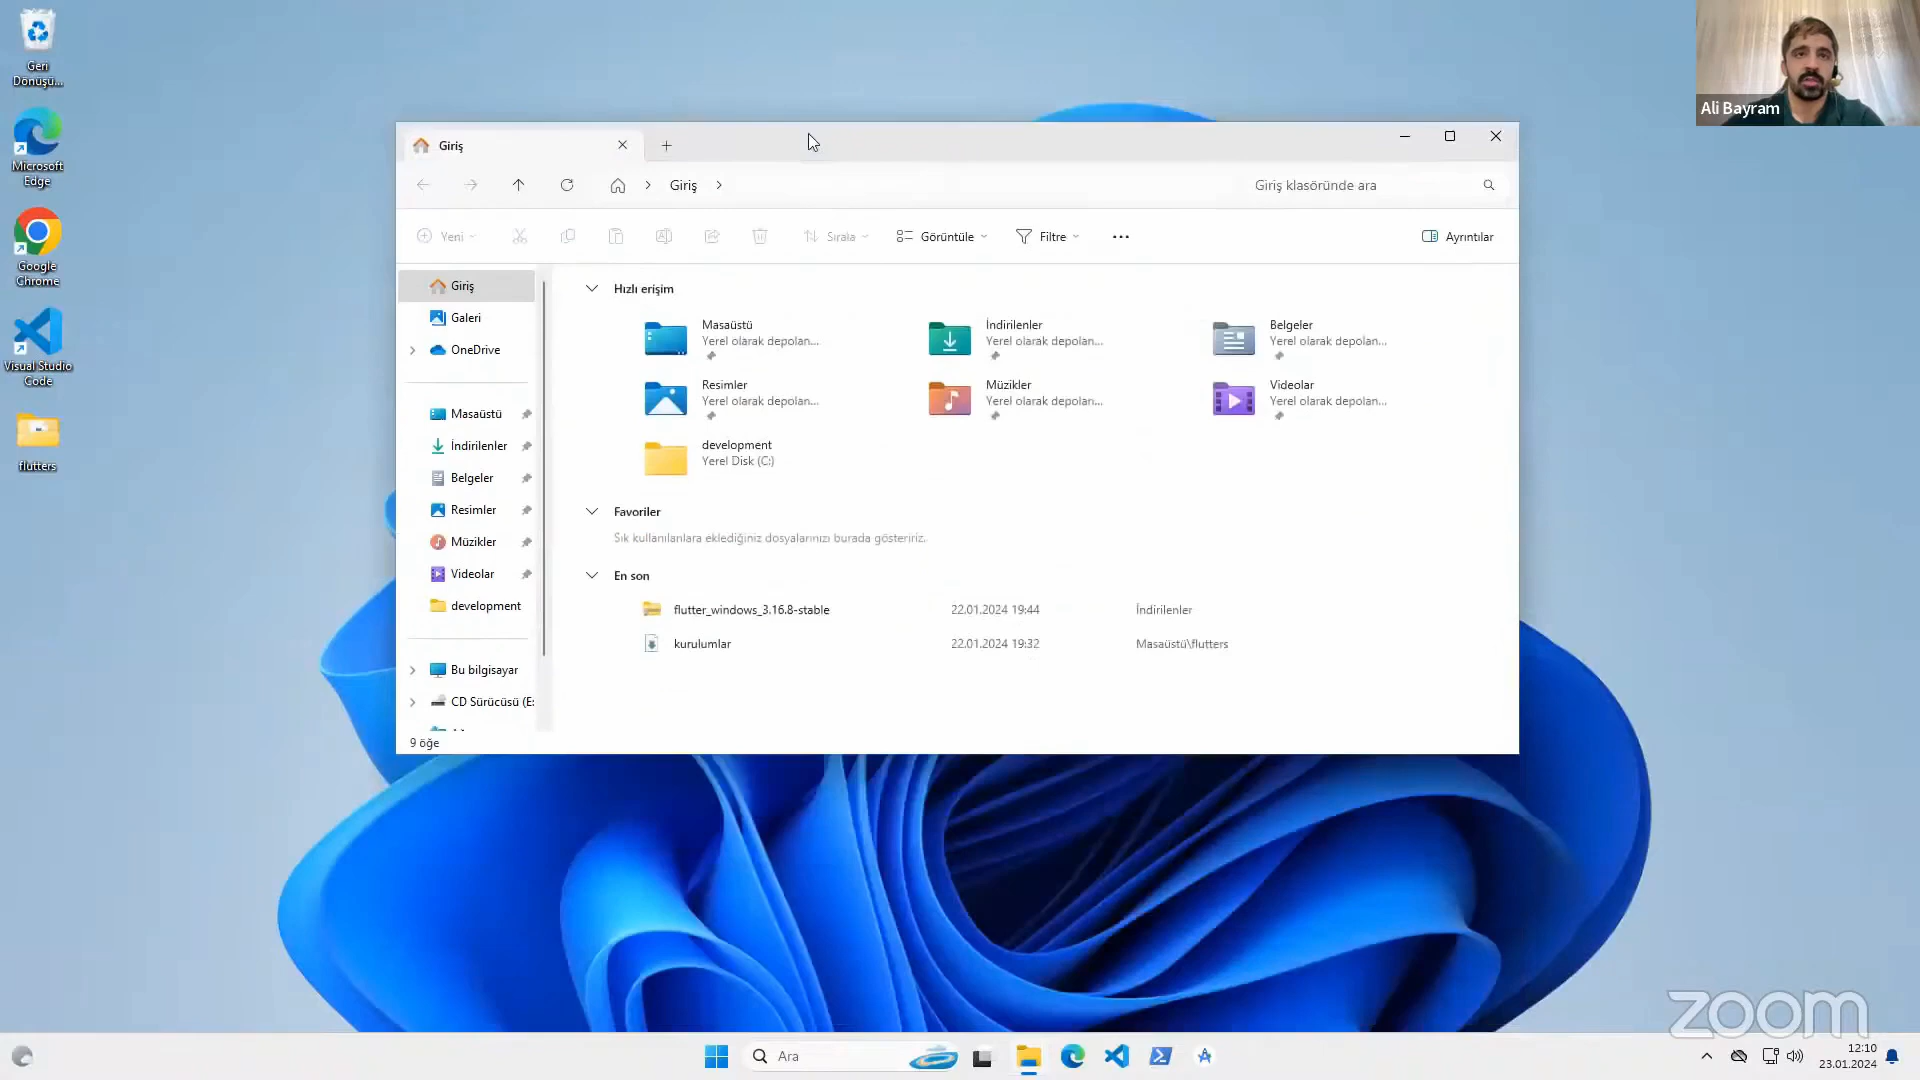 Geri
Dönüşü...
Microsoft
Edge
Google
Chrome
Visual Studio
Code
flutters
Ali Bayram
Giriş
Giriş
Giriş klasöründe ara
Yeni
Sırala
Görüntüle
Filtre
Ayrıntılar
Giriş
Galeri
OneDrive
Masaüstü
İndirilenler
Belgeler
Resimler
Müzikler
Videolar
development
Bu bilgisayar
CD Sürücüsü (E:
9 öğe
Hızlı erişim
Masaüstü
Yerel olarak depolan...
İndirilenler
Yerel olarak depolan...
Belgeler
Yerel olarak depolan...
Resimler
Yerel olarak depolan...
Müzikler
Yerel olarak depolan...
Videolar
Yerel olarak depolan...
development
Yerel Disk (C:)
Favoriler
Sık kullanılanlara eklediğiniz dosyalarınızı burada gösteririz.
En son
flutter_windows_3.16.8-stable 22.01.2024 19:44 İndirilenler
kurulumlar 22.01.2024 19:32 Masaüstü\flutters
zoom
Ara
12:10
23.01.2024